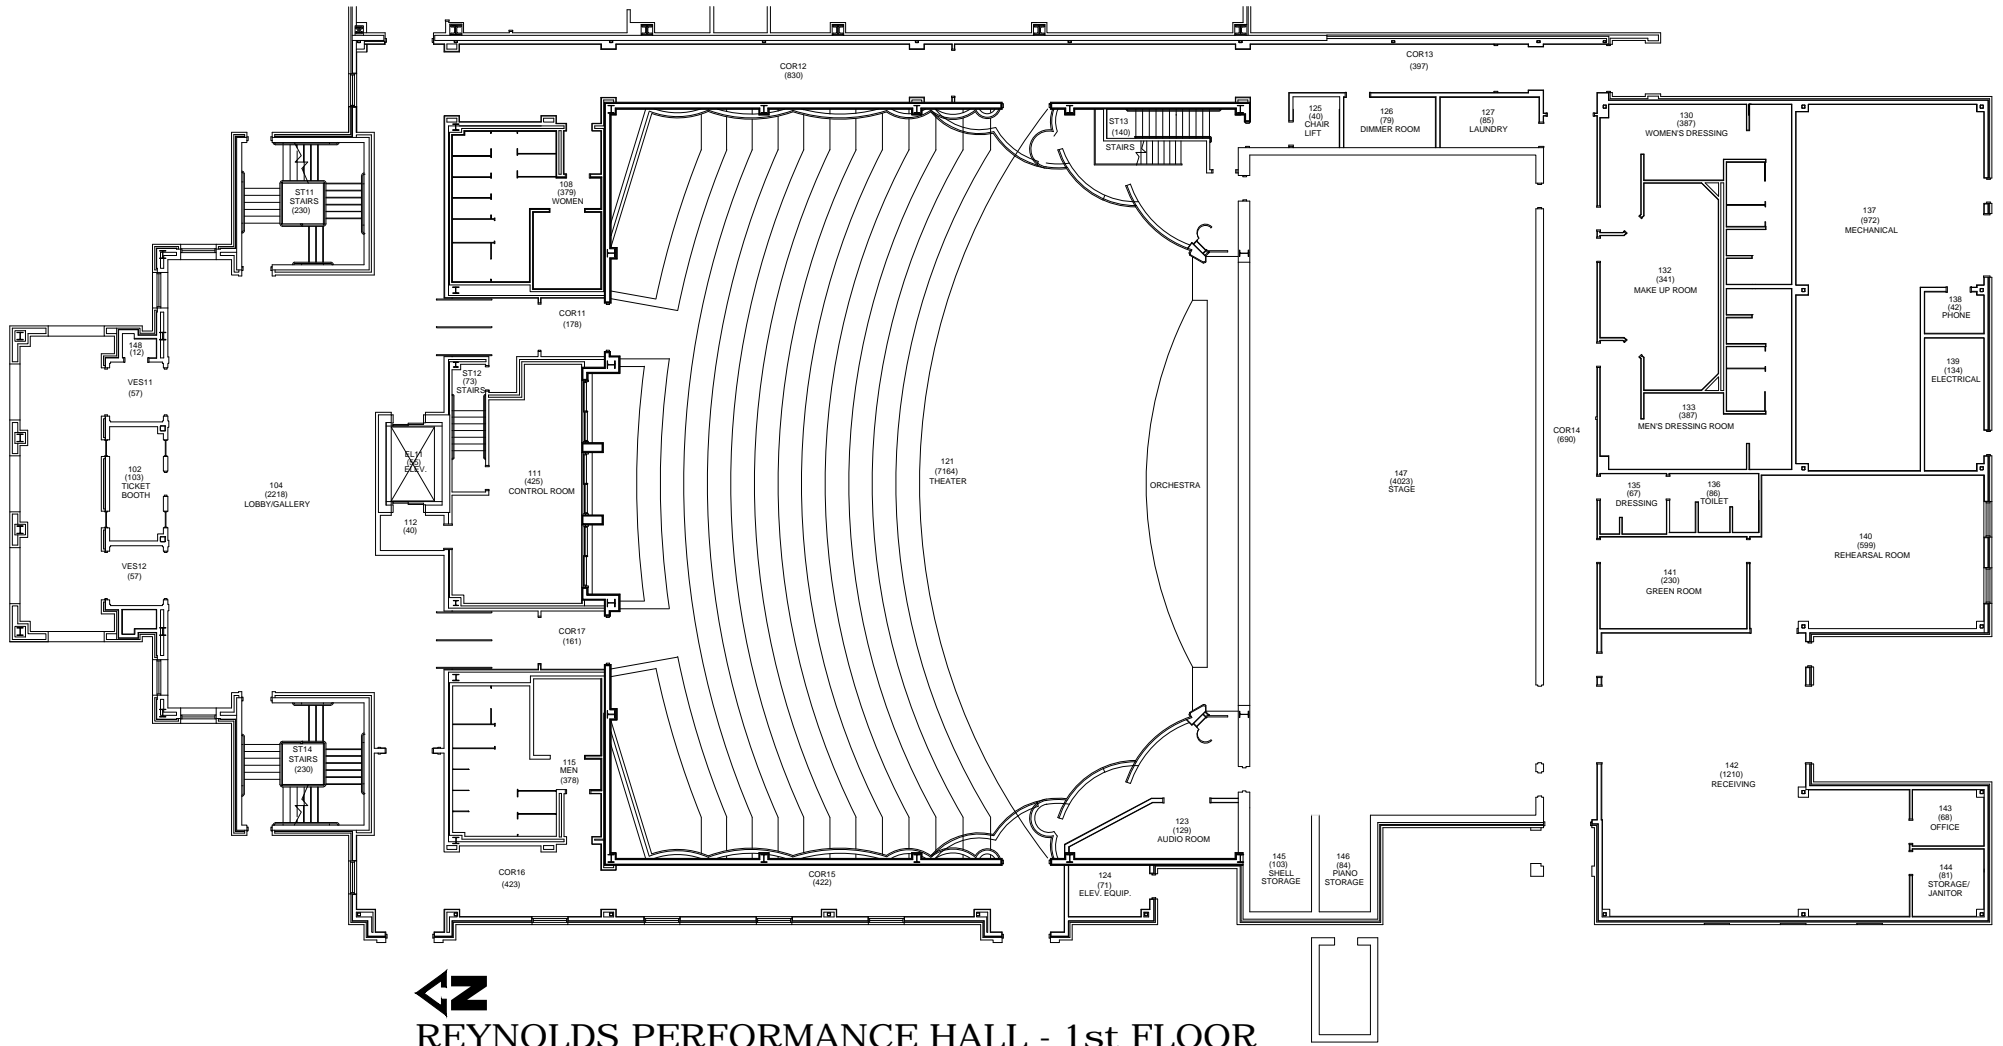 COR12
(830)
COR13
(397)
125
(40)
CHAIR
LIFT
126
(79)
DIMMER ROOM
127
(85)
LAUNDRY
130
(387)
WOMEN'S DRESSING
ST13
(140)
STAIRS
ST11
STAIRS
(230)
108
(379)
WOMEN
137
(972)
MECHANICAL
132
(341)
MAKE UP ROOM
138
(42)
PHONE
COR11
(178)
148
(12)
VES11
(57)
ST12
(73)
STAIRS
139
(134)
ELECTRICAL
133
(387)
MEN'S DRESSING ROOM
COR14
(690)
102
(103)
TICKET
BOOTH
104
(2218)
LOBBY/GALLERY
EL11
(55)
ELEV.
111
(425)
CONTROL ROOM
121
(7164)
THEATER
ORCHESTRA
147
(4023)
STAGE
135
(67)
DRESSING
136
(86)
TOILET
112
(40)
140
(599)
REHEARSAL ROOM
VES12
(57)
141
(230)
GREEN ROOM
COR17
(161)
ST14
STAIRS
(230)
115
MEN
(378)
142
(1210)
RECEIVING
143
(68)
OFFICE
123
(129)
AUDIO ROOM
COR16
(423)
COR15
(422)
124
(71)
ELEV. EQUIP.
145
(103)
SHELL
STORAGE
146
(84)
PIANO
STORAGE
144
(81)
STORAGE/
JANITOR
N
REYNOLDS PERFORMANCE HALL - 1st FLOOR